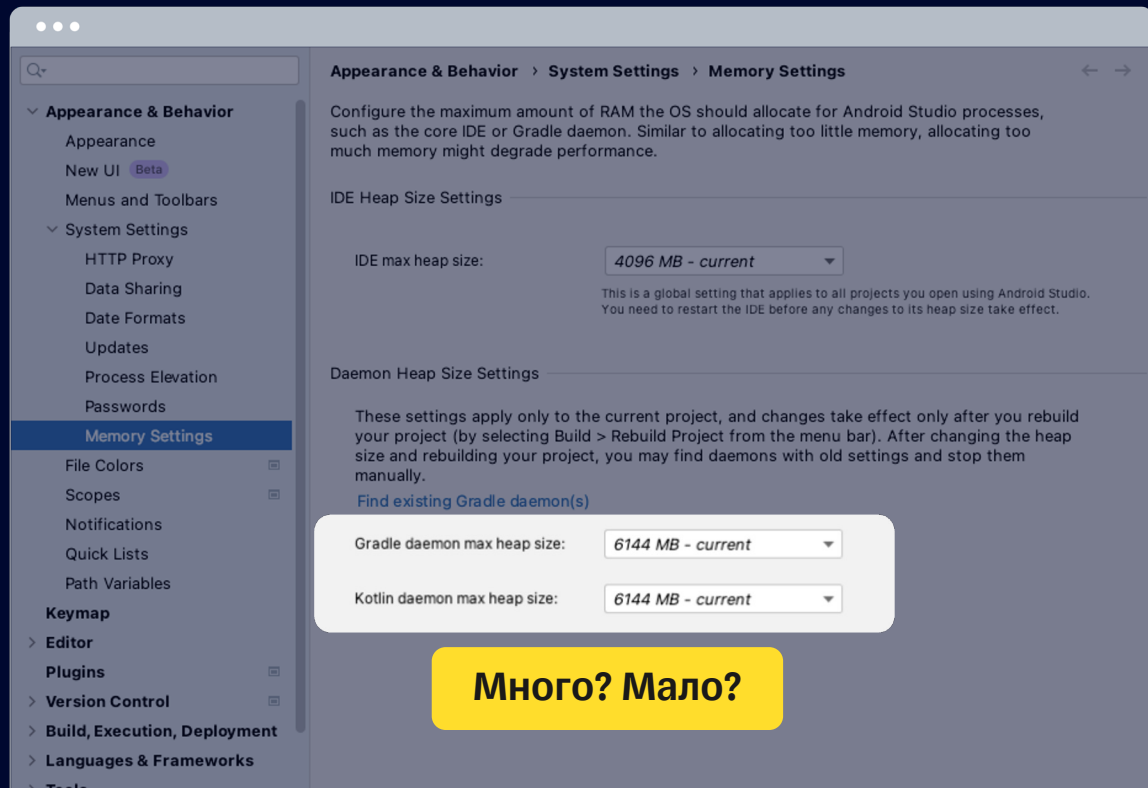 Appearance & Behavior
Appearance
New UI Beta
Menus and Toolbars
System Settings
HTTP Proxy
Data Sharing
Date Formats
Updates
Process Elevation
Passwords
Memory Settings
File Colors
Scopes
Notifications
Quick Lists
Path Variables
Keymap
Editor
Plugins
Version Control
Build, Execution, Deployment
Languages & Frameworks
Tools
Appearance & Behavior › System Settings › Memory Settings
Configure the maximum amount of RAM the OS should allocate for Android Studio processes,
such as the core IDE or Gradle daemon. Similar to allocating too little memory, allocating too
much memory might degrade performance.
IDE Heap Size Settings
IDE max heap size: 4096 MB - current
This is a global setting that applies to all projects you open using Android Studio.
You need to restart the IDE before any changes to its heap size take effect.
Daemon Heap Size Settings
These settings apply only to the current project, and changes take effect only after you rebuild
your project (by selecting Build > Rebuild Project from the menu bar). After changing the heap
size and rebuilding your project, you may find daemons with old settings and stop them
manually.
Find existing Gradle daemon(s)
Gradle daemon max heap size: 6144 MB - current
Kotlin daemon max heap size: 6144 MB - current
Много? Мало?